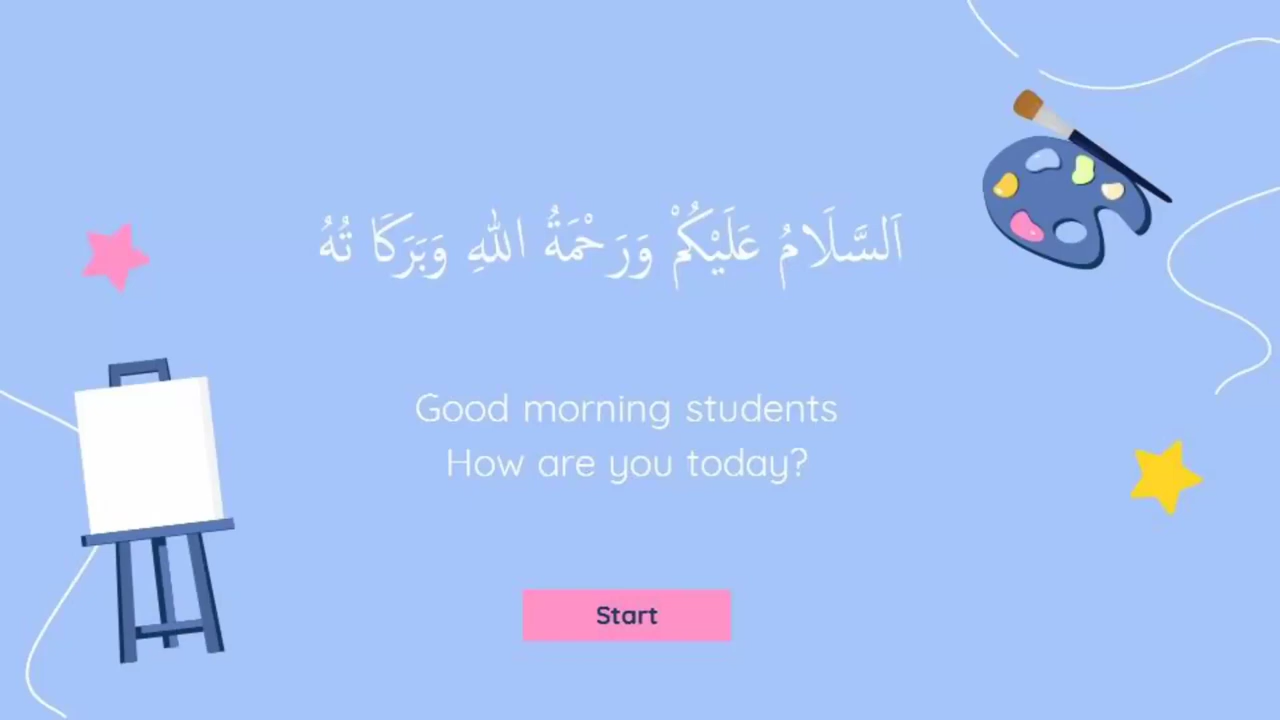 اَلسَّلَامُ عَلَيْكُمْ وَرَحْمَةُ اللهِ وَبَرَكَا تُهُ
Good morning students
How are you today?
Start